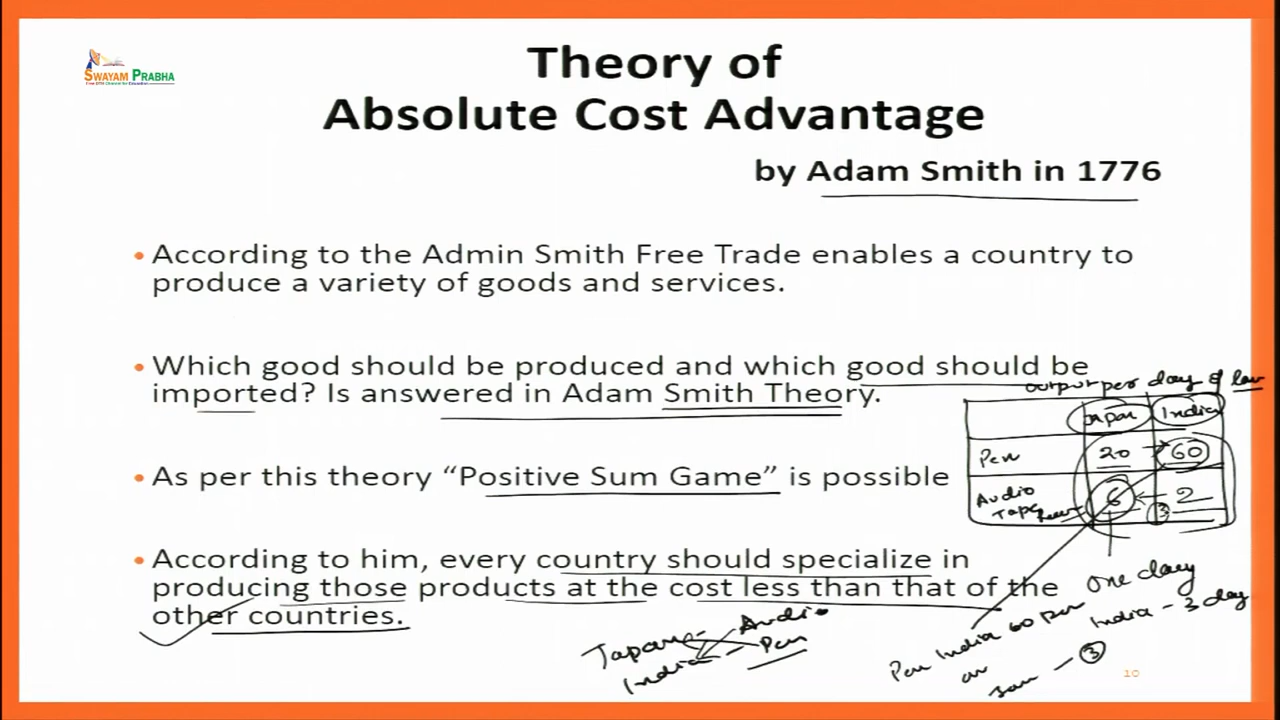 SWAYAM PRABHA
Theory of
Absolute Cost Advantage
by Adam Smith in 1776
• According to the Admin Smith Free Trade enables a country to
produce a variety of goods and services.
• Which good should be produced and which good should be
imported? Is answered in Adam Smith Theory.
• As per this theory “Positive Sum Game” is possible
• According to him, every country should specialize in
producing those products at the cost less than that of the
other countries.
output per day of
Japan India
Pen 20 60
Audio
Tape 6 2
3
One day
India - 3 day
Pen India 60 Pen
3
Japan - Audio
India - Pen
10